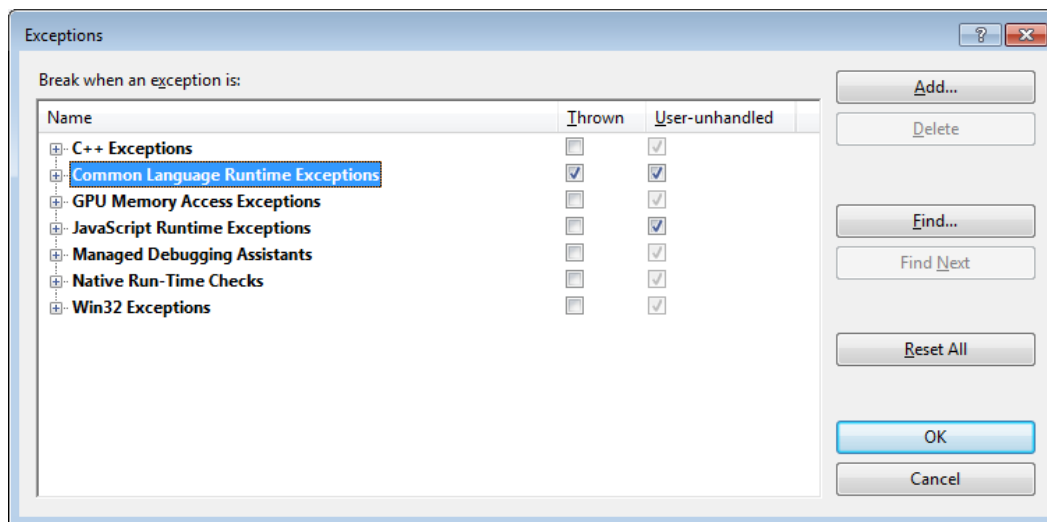 Exceptions
Break when an exception is:
Name Thrown User-unhandled
C++ Exceptions
Common Language Runtime Exceptions
GPU Memory Access Exceptions
JavaScript Runtime Exceptions
Managed Debugging Assistants
Native Run-Time Checks
Win32 Exceptions
Add...
Delete
Find...
Find Next
Reset All
OK
Cancel